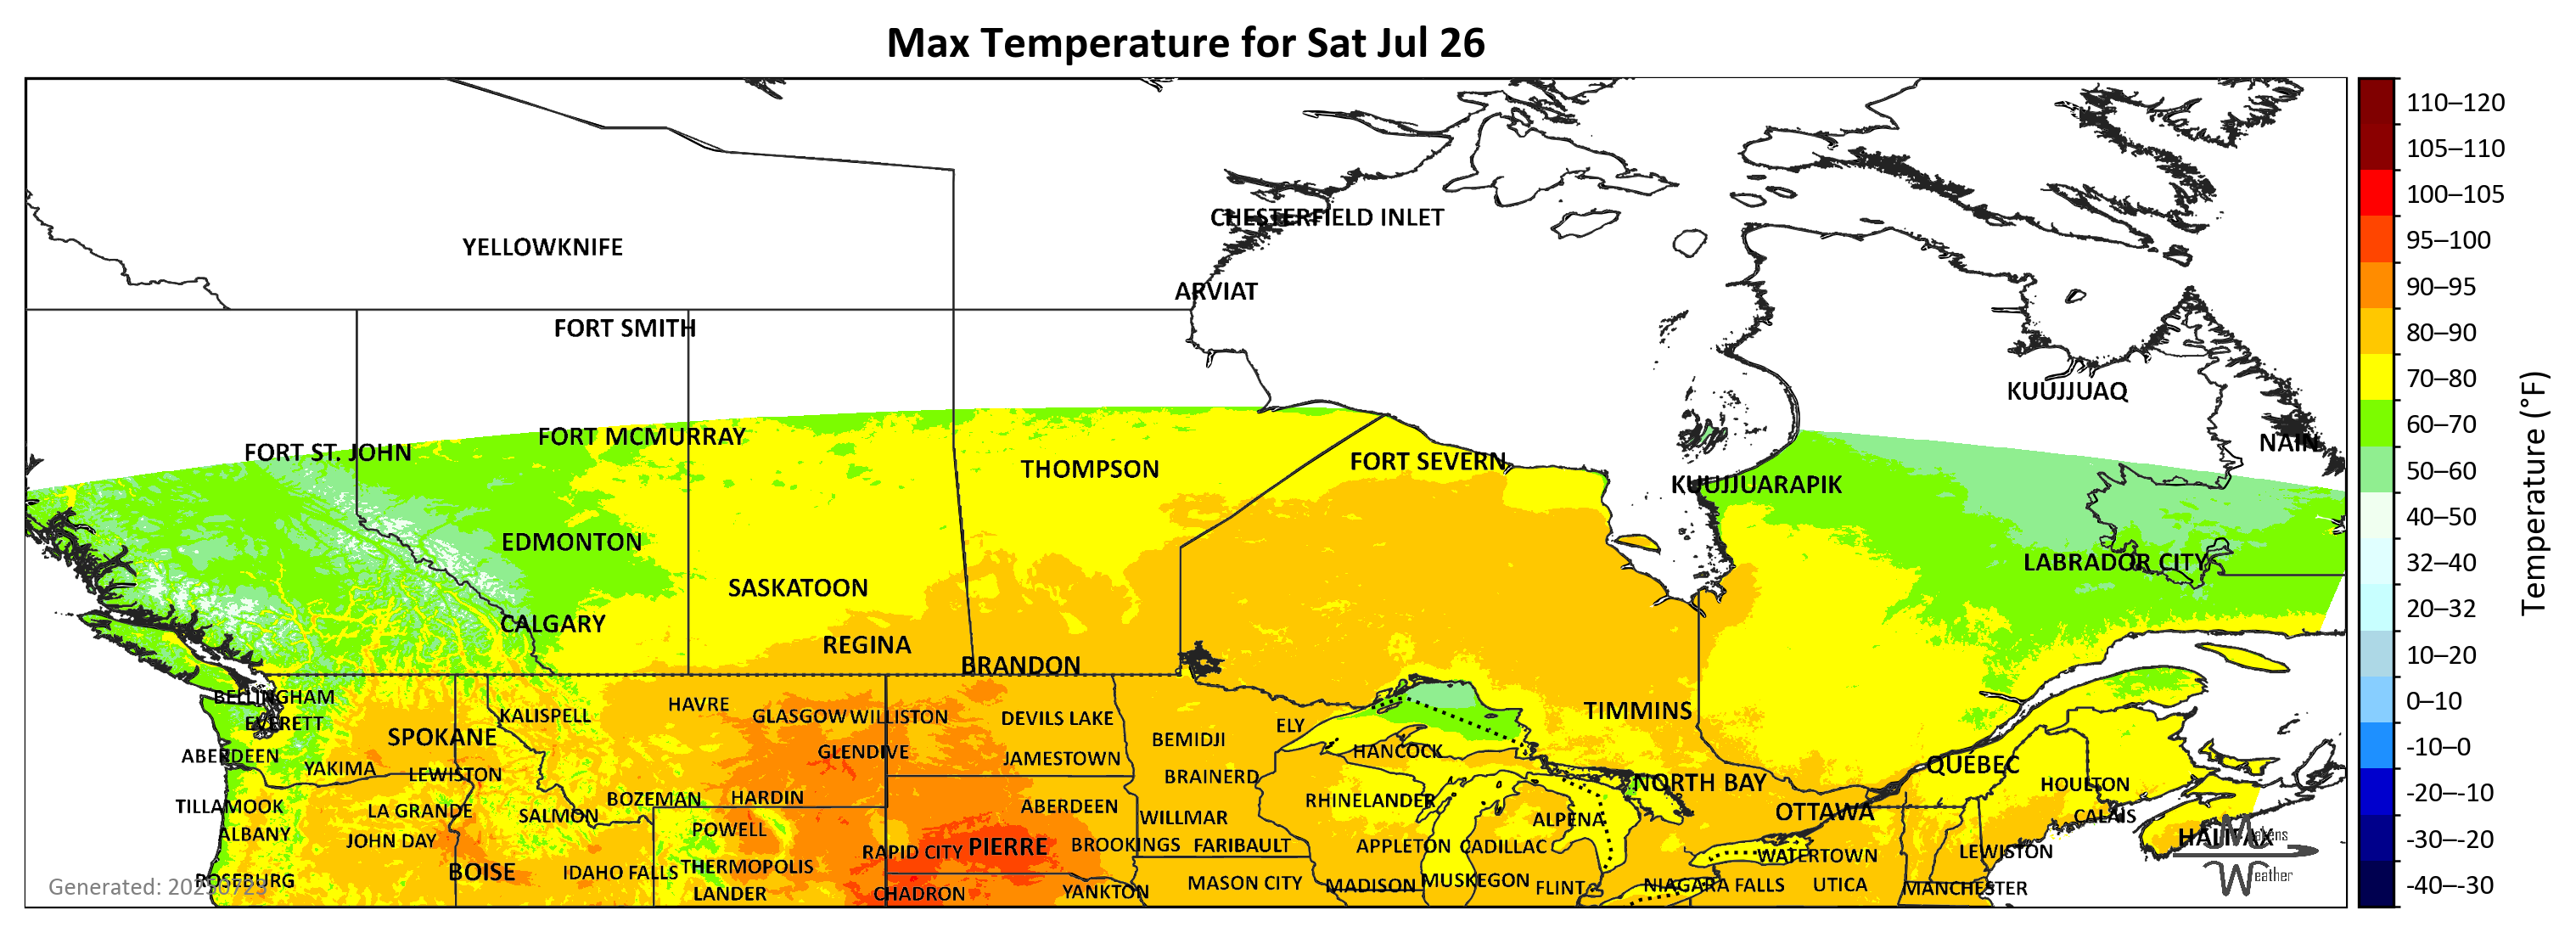 Max Temperature for Sat Jul 26
CHESTERFIELD INLET
YELLOWKNIFE
ARVIAT
FORT SMITH
KUUJJUAQ
FORT MCMURRAY
NAIN
FORT ST. JOHN
THOMPSON
FORT SEVERN
KUUJJUARAPIK
EDMONTON
LABRADOR CITY
SASKATOON
CALGARY
REGINA
BRANDON
BELLINGHAM
HAVRE
KALISPELL
GLASGOW WILLISTON
DEVILS LAKE
TIMMINS
EVERETT
ELY
SPOKANE
BEMIDJI
HANCOCK
GLENDIVE
ABERDEEN
JAMESTOWN
QUÉBEC
YAKIMA
LEWISTON
BRAINERD
NORTH BAY
HOULTON
BOZEMAN
HARDIN
RHINELANDER
TILLAMOOK
LA GRANDE
ABERDEEN
SALMON
WILLMAR
ALPENA
OTTAWA
CALAIS
ALBANY
POWELL
JOHN DAY
HALIFAX
PIERRE
BROOKINGS
FARIBAULT
APPLETON
CADILLAC
RAPID CITY
LEWISTON
WATERTOWN
BOISE
IDAHO FALLS
THERMOPOLIS
ROSEBURG
MASON CITY
MADISON
MUSKEGON
FLINT
NIAGARA FALLS
UTICA
MANCHESTER
LANDER
CHADRON
YANKTON
Generated: 20250723
Makens
Weather
110–120
105–110
100–105
95–100
90–95
80–90
70–80
60–70
50–60
40–50
32–40
20–32
10–20
0–10
-10–0
-20–-10
-30–-20
-40–-30
Temperature (°F)